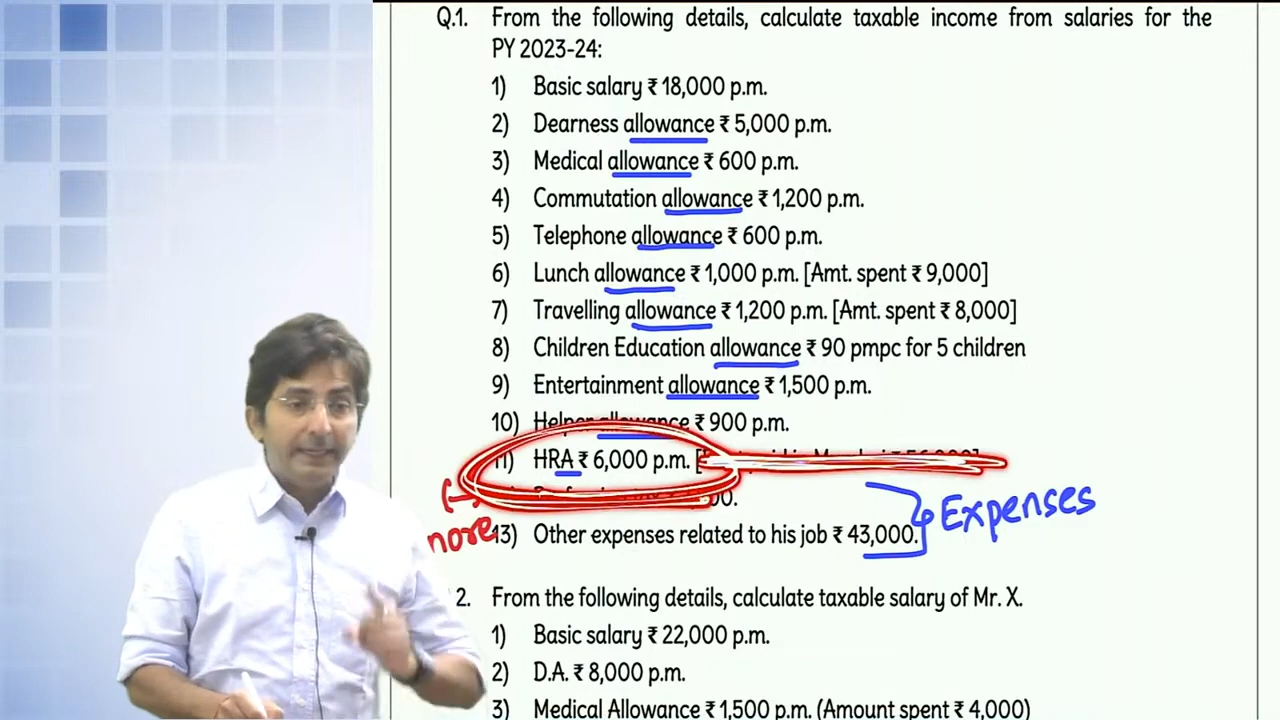 Q.1. From the following details, calculate taxable income from salaries for the
PY 2023-24:
1) Basic salary ₹ 18,000 p.m.
2) Dearness allowance ₹ 5,000 p.m.
3) Medical allowance ₹ 600 p.m.
4) Commutation allowance ₹ 1,200 p.m.
5) Telephone allowance ₹ 600 p.m.
6) Lunch allowance ₹ 1,000 p.m. [Amt. spent ₹ 9,000]
7) Travelling allowance ₹ 1,200 p.m. [Amt. spent ₹ 8,000]
8) Children Education allowance ₹ 90 pmpc for 5 children
9) Entertainment allowance ₹ 1,500 p.m.
10) Helper allowance ₹ 900 p.m.
11) HRA ₹ 6,000 p.m. [
13) Other expenses related to his job ₹ 43,000.
Expenses
nore
2. From the following details, calculate taxable salary of Mr. X.
1) Basic salary ₹ 22,000 p.m.
2) D.A. ₹ 8,000 p.m.
3) Medical Allowance ₹ 1,500 p.m. (Amount spent ₹ 4,000)